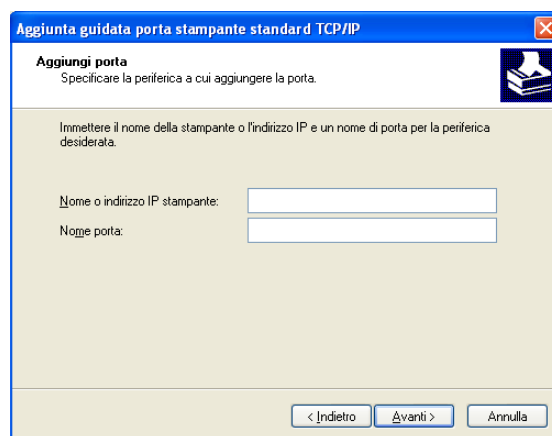 Aggiunta guidata porta stampante standard TCP/IP
Aggiungi porta
Specificare la periferica a cui aggiungere la porta.
Immettere il nome della stampante o l'indirizzo IP e un nome di porta per la periferica
desiderata.
Nome o indirizzo IP stampante:
Nome porta:
< Indietro
Avanti >
Annulla